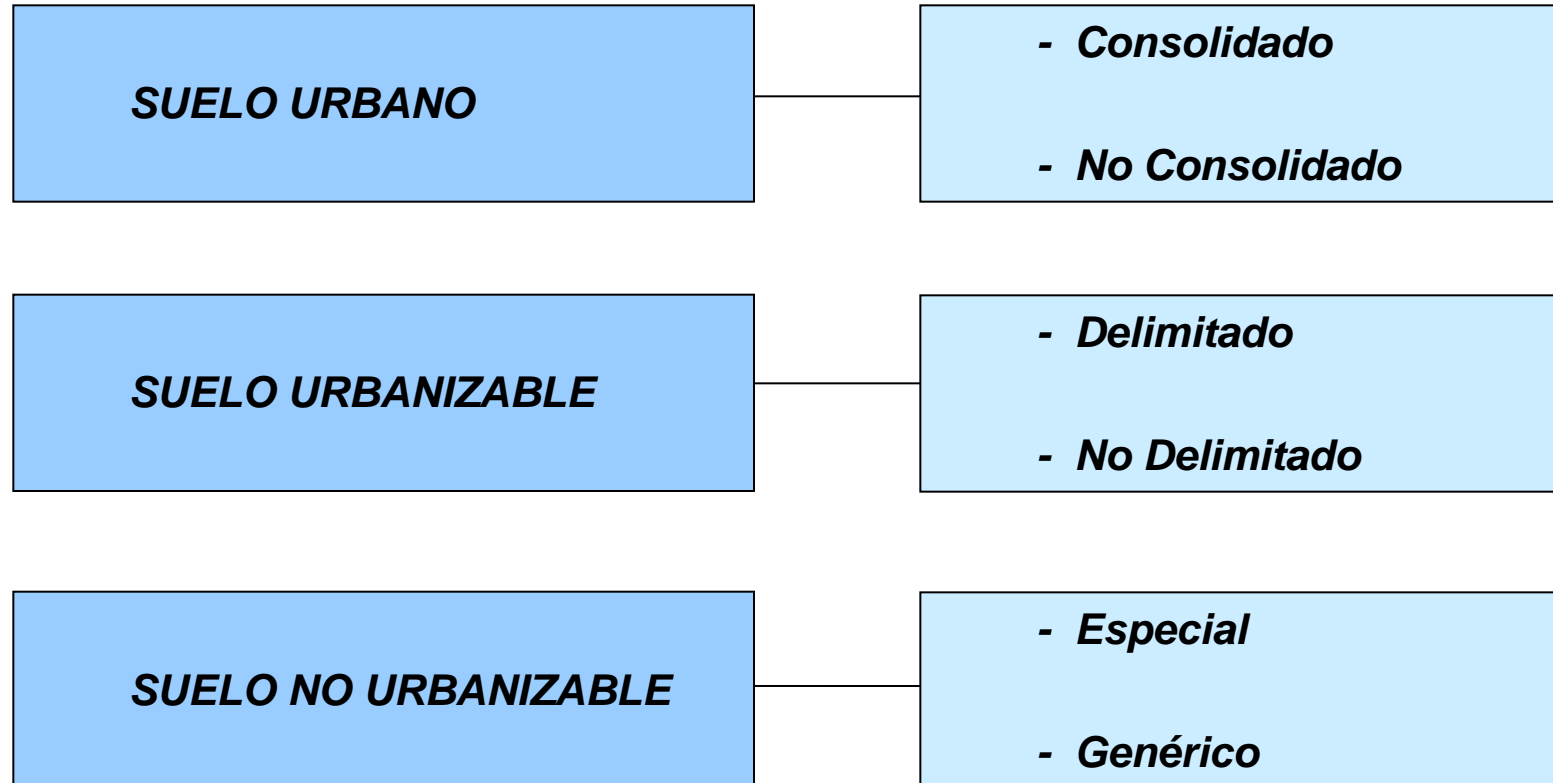 SUELO URBANO
- Consolidado
- No Consolidado
SUELO URBANIZABLE
- Delimitado
- No Delimitado
SUELO NO URBANIZABLE
- Especial
- Genérico